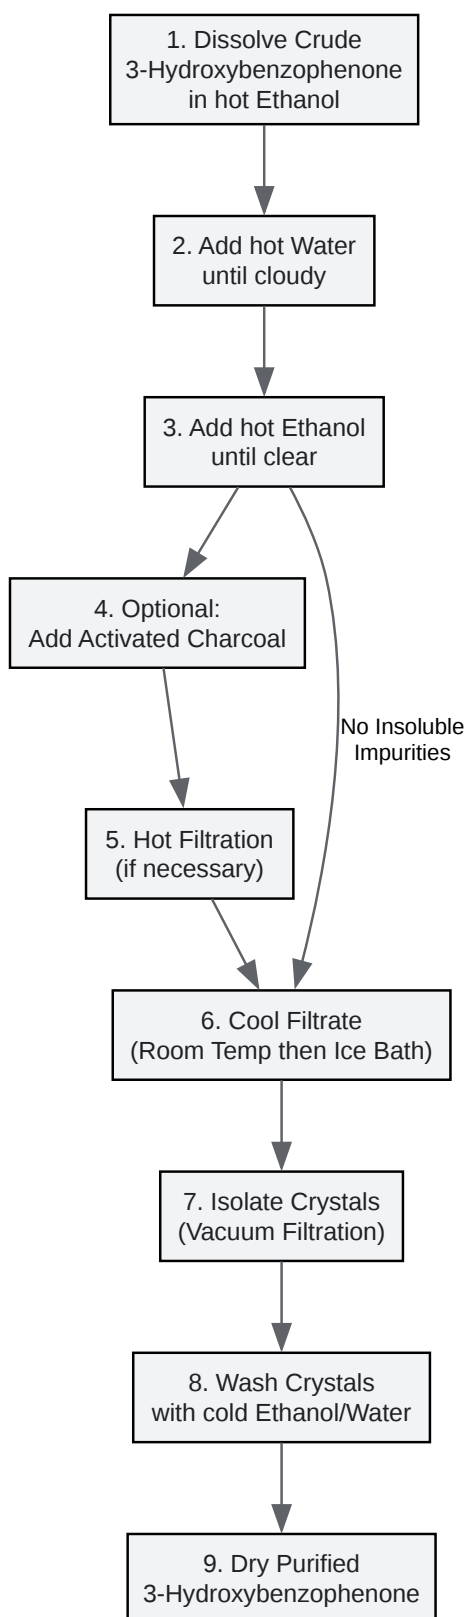 1. Dissolve Crude
3-Hydroxybenzophenone
in hot Ethanol
2. Add hot Water
until cloudy
3. Add hot Ethanol
until clear
4. Optional:
Add Activated Charcoal
No Insoluble
Impurities
5. Hot Filtration
(if necessary)
6. Cool Filtrate
(Room Temp then Ice Bath)
7. Isolate Crystals
(Vacuum Filtration)
8. Wash Crystals
with cold Ethanol/Water
9. Dry Purified
3-Hydroxybenzophenone